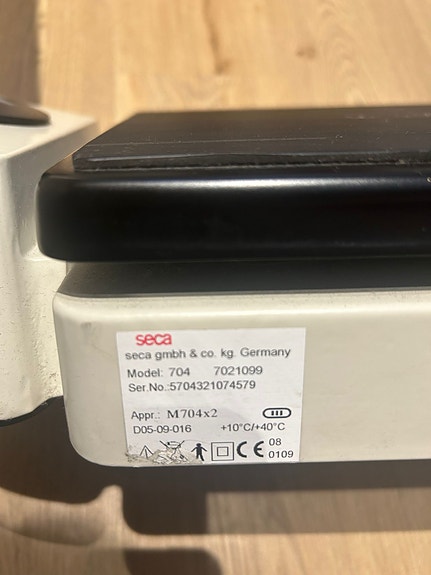 seca
seca gmbh & co. kg. Germany
Model: 704 7021099
Ser.No.:5704321074579
Appr.: M704x2
D05-09-016 +10°C/+40°C
CE 08
0109